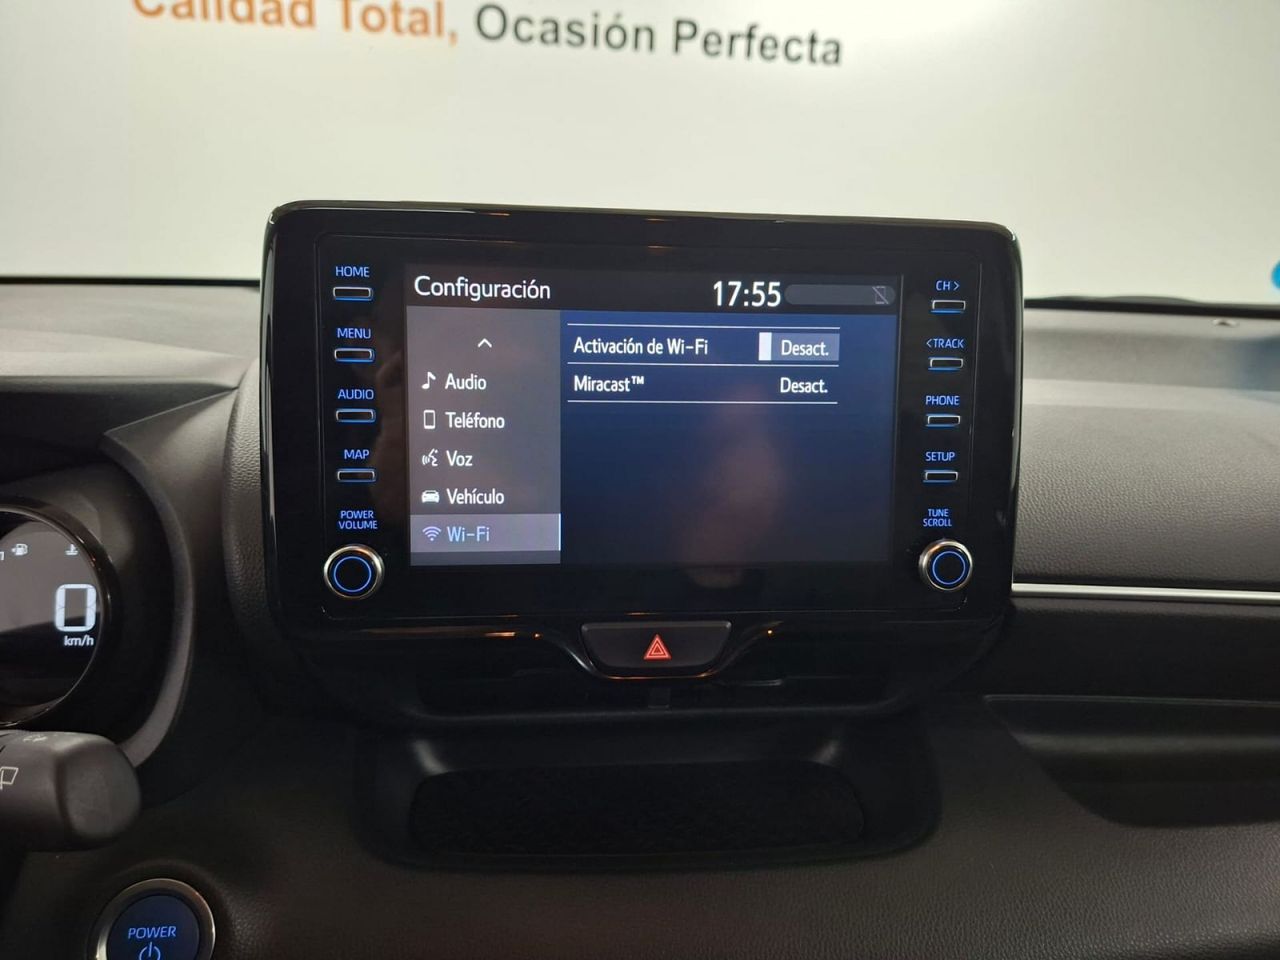 Calidad Total, Ocasión Perfecta
HOME
MENU
AUDIO
MAP
POWER
VOLUME
Configuración
17:55
Audio
Teléfono
Voz
Vehículo
Wi-Fi
Activación de Wi-Fi
Desact.
Miracast™
Desact.
CH >
<TRACK
PHONE
SETUP
TUNE
SCROLL
0
km/h
POWER